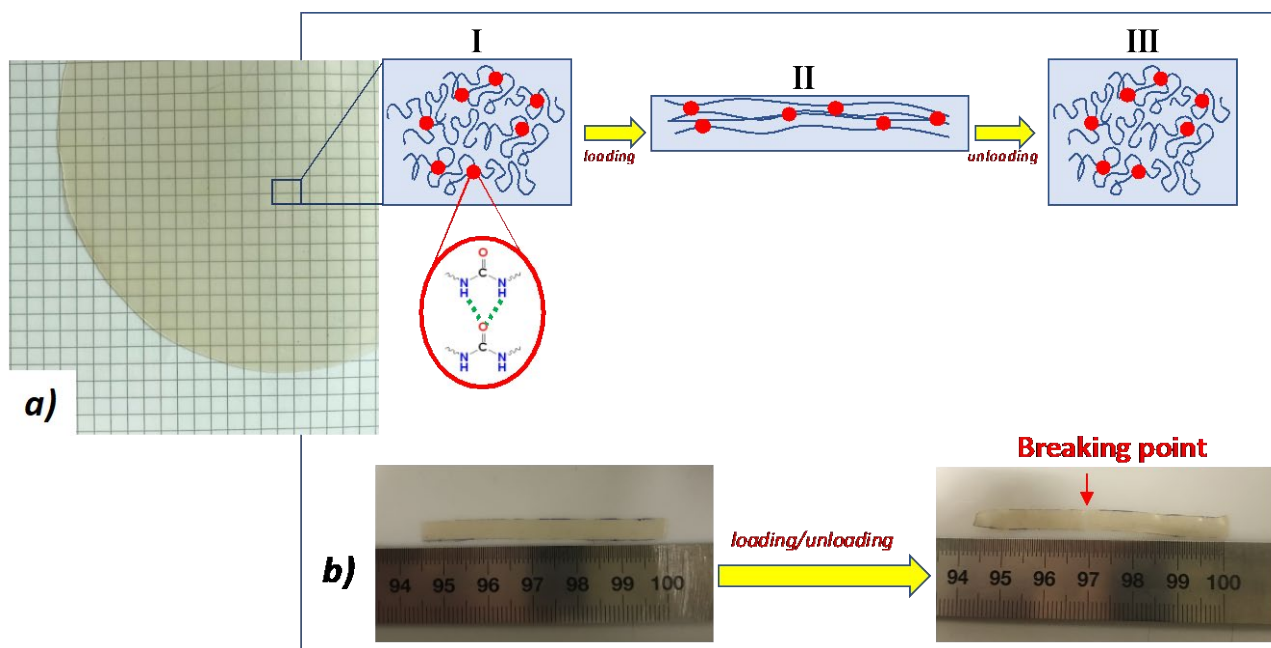 I
II
III
loading
unloading
O
C
N N
H H
O
C
N N
H H
a)
Breaking point
b)
loading/unloading
94 95 96 97 98 99 100
94 95 96 97 98 99 100